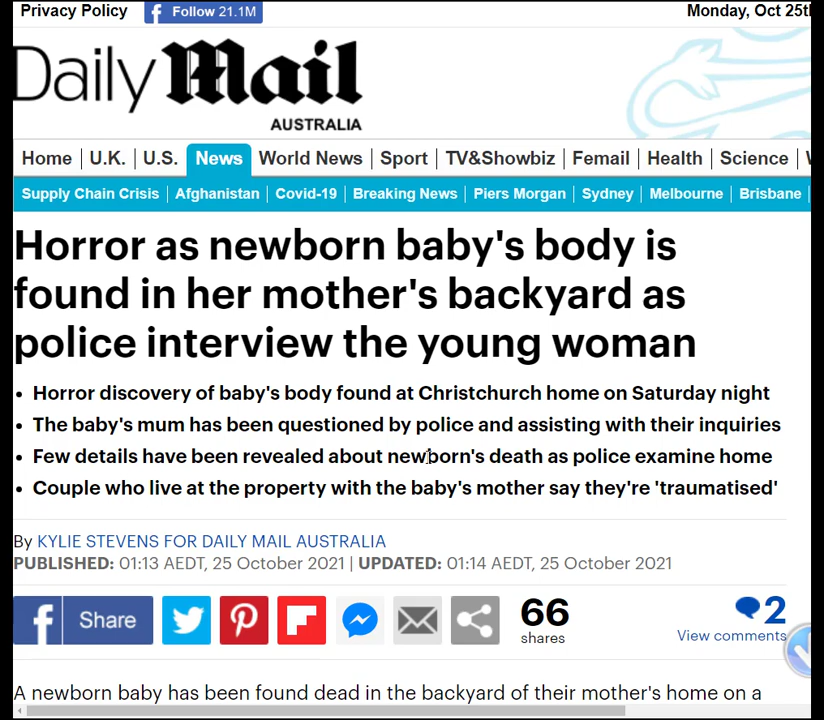 Privacy Policy f Follow 21.1M Monday, Oct 25t
Daily Mail
AUSTRALIA
Home U.K. U.S. News World News Sport TV&Showbiz Femail Health Science
Supply Chain Crisis Afghanistan Covid-19 Breaking News Piers Morgan Sydney Melbourne Brisbane
Horror as newborn baby's body is
found in her mother's backyard as
police interview the young woman
• Horror discovery of baby's body found at Christchurch home on Saturday night
• The baby's mum has been questioned by police and assisting with their inquiries
• Few details have been revealed about newborn's death as police examine home
• Couple who live at the property with the baby's mother say they're 'traumatised'
By KYLIE STEVENS FOR DAILY MAIL AUSTRALIA
PUBLISHED: 01:13 AEDT, 25 October 2021 | UPDATED: 01:14 AEDT, 25 October 2021
f Share 66 shares 2 View comments
A newborn baby has been found dead in the backyard of their mother's home on a